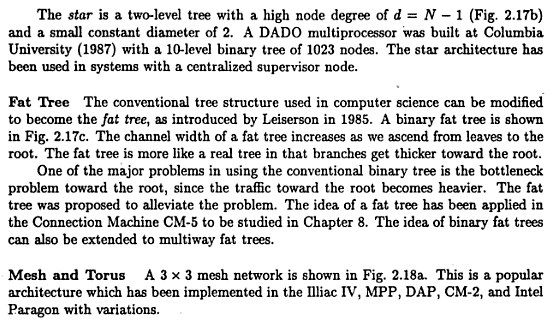 The star is a two-level tree with a high node degree of d = N − 1 (Fig. 2.17b)
and a small constant diameter of 2. A DADO multiprocessor was built at Columbia
University (1987) with a 10-level binary tree of 1023 nodes. The star architecture has
been used in systems with a centralized supervisor node.
Fat Tree The conventional tree structure used in computer science can be modified
to become the fat tree, as introduced by Leiserson in 1985. A binary fat tree is shown
in Fig. 2.17c. The channel width of a fat tree increases as we ascend from leaves to the
root. The fat tree is more like a real tree in that branches get thicker toward the root.
One of the major problems in using the conventional binary tree is the bottleneck
problem toward the root, since the traffic toward the root becomes heavier. The fat
tree was proposed to alleviate the problem. The idea of a fat tree has been applied in
the Connection Machine CM-5 to be studied in Chapter 8. The idea of binary fat trees
can also be extended to multiway fat trees.
Mesh and Torus A 3 × 3 mesh network is shown in Fig. 2.18a. This is a popular
architecture which has been implemented in the Illiac IV, MPP, DAP, CM-2, and Intel
Paragon with variations.